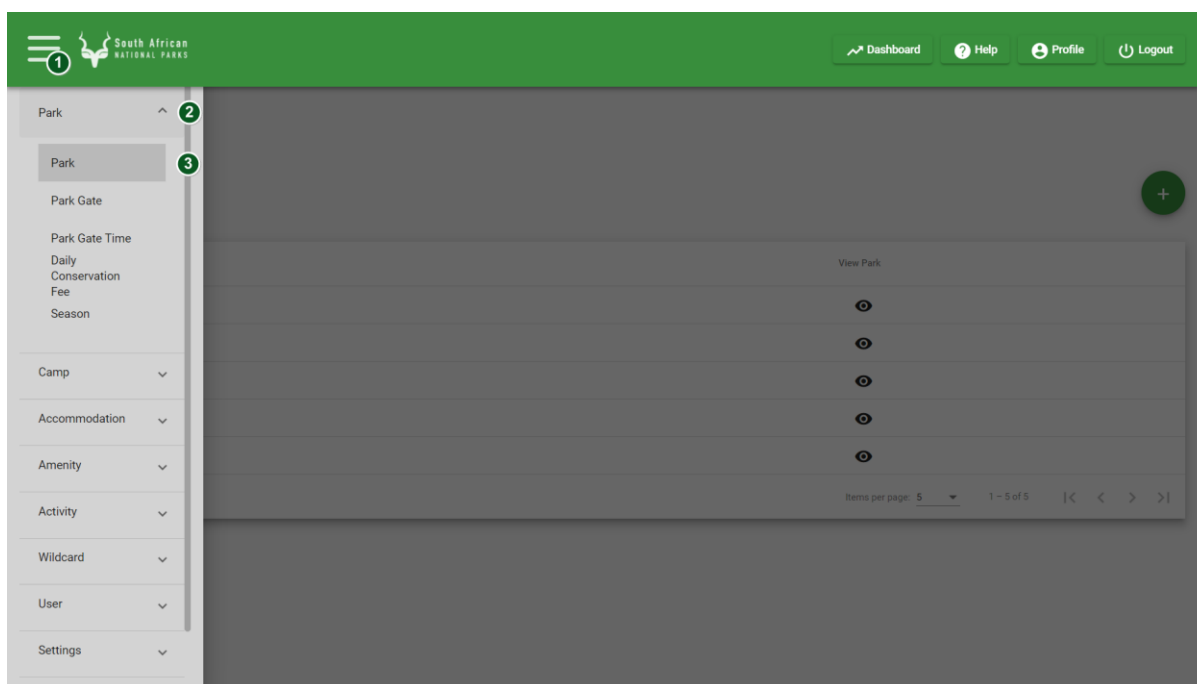 South African
NATIONAL PARKS
Dashboard
Help
Profile
Logout
1
Park
2
Park
3
Park Gate
Park Gate Time
Daily
Conservation
Fee
Season
Camp
Accommodation
Amenity
Activity
Wildcard
User
Settings
+
View Park
Items per page: 5
1 – 5 of 5